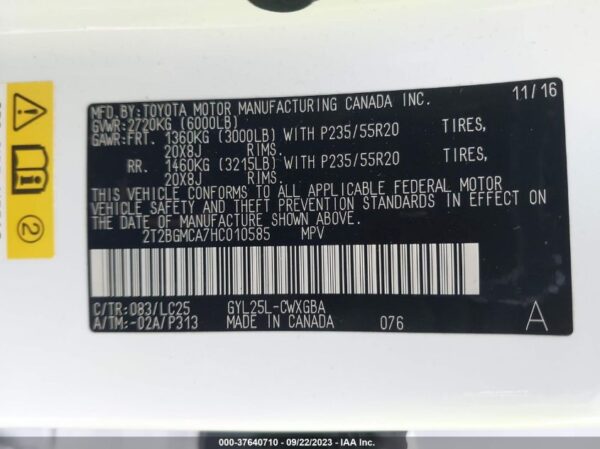 MFD.BY:TOYOTA MOTOR MANUFACTURING CANADA INC. 11/16
GVWR:2720KG (6000LB)
GAWR:FRT. 1360KG (3000LB) WITH P235/55R20 TIRES,
20X8J RIMS,
RR. 1460KG (3215LB) WITH P235/55R20 TIRES,
20X8J RIMS.
THIS VEHICLE CONFORMS TO ALL APPLICABLE FEDERAL MOTOR
VEHICLE SAFETY AND THEFT PREVENTION STANDARDS IN EFFECT ON
THE DATE OF MANUFACTURE SHOWN ABOVE.
2T2BGMCA7HC010585 MPV
C/TR:083/LC25 GYL25L-CWXGBA
A/TM:-02A/P313 MADE IN CANADA 076 A
2
000-37640710 - 09/22/2023 - IAA Inc.